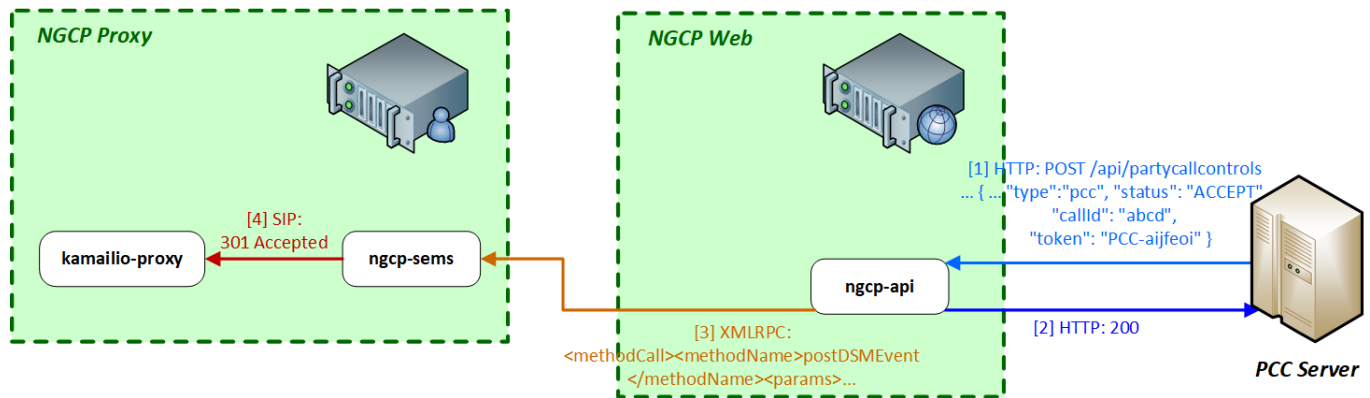 NGCP Proxy
NGCP Web
[1] HTTP: POST /api/partycallcontrols
... { ... "type":"pcc", "status": "ACCEPT"
"callId": "abcd",
"token": "PCC-aijfeoi" }
[4] SIP:
301 Accepted
kamailio-proxy
ngcp-sems
ngcp-api
[2] HTTP: 200
[3] XMLRPC:
<methodCall><methodName>postDSMEvent
</methodName><params>...
PCC Server